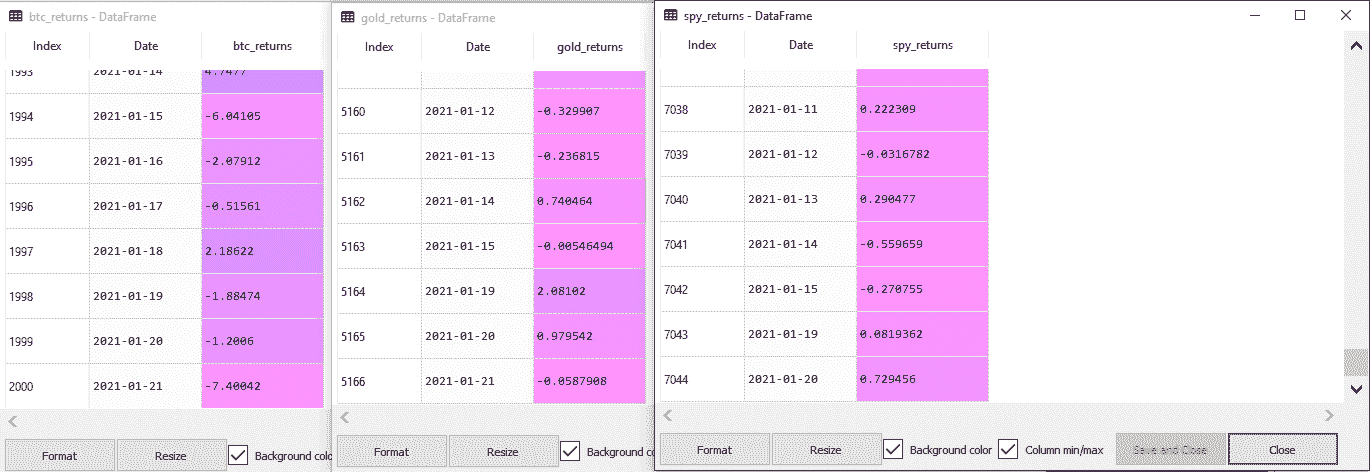 btc_returns - DataFrame
Index Date btc_returns
1993 2021-01-14 4.7477
1994 2021-01-15 -6.04105
1995 2021-01-16 -2.07912
1996 2021-01-17 -0.51561
1997 2021-01-18 2.18622
1998 2021-01-19 -1.88474
1999 2021-01-20 -1.2006
2000 2021-01-21 -7.40042
Format Resize Background colo
gold_returns - DataFrame
Index Date gold_returns
5160 2021-01-12 -0.329907
5161 2021-01-13 -0.236815
5162 2021-01-14 0.740464
5163 2021-01-15 -0.00546494
5164 2021-01-19 2.08102
5165 2021-01-20 0.979542
5166 2021-01-21 -0.0587908
Format Resize Background co
spy_returns - DataFrame
Index Date spy_returns
7038 2021-01-11 0.222309
7039 2021-01-12 -0.0316782
7040 2021-01-13 0.290477
7041 2021-01-14 -0.559659
7042 2021-01-15 -0.270755
7043 2021-01-19 0.0819362
7044 2021-01-20 0.729456
Format Resize Background color Column min/max Save and Close Close